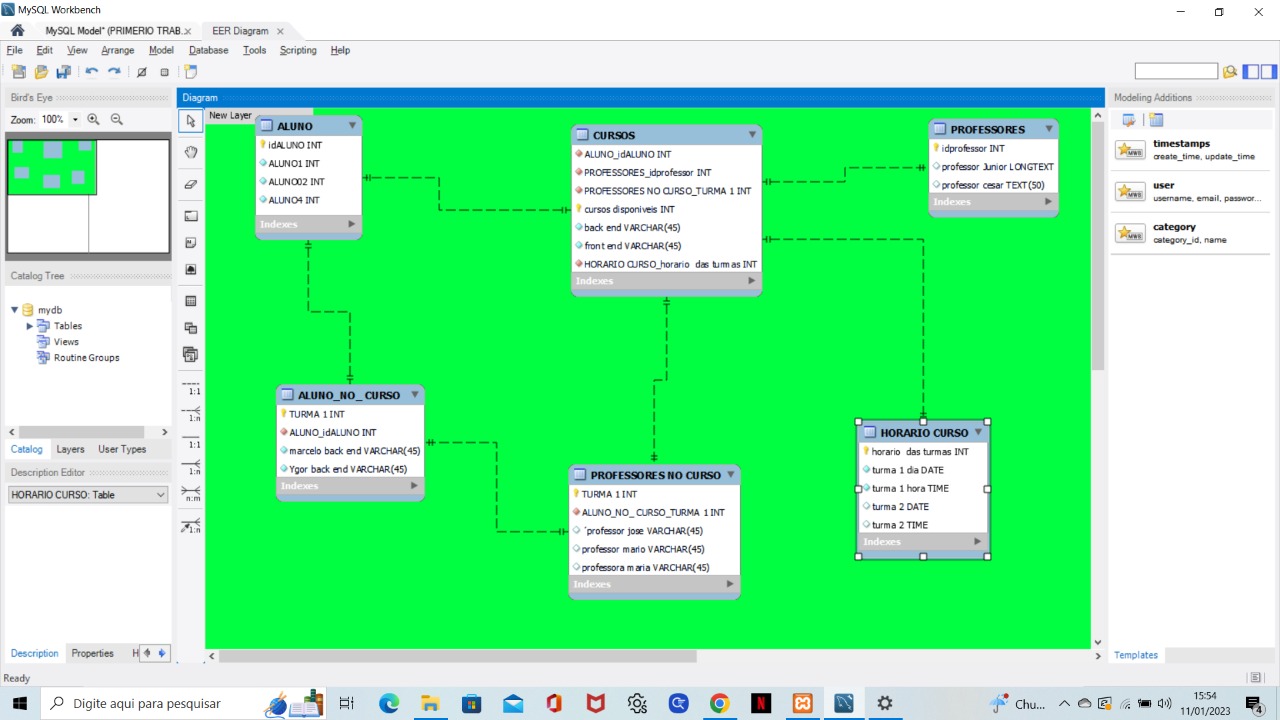 MySQL Workbench
MySQL Model* (PRIMERIO TRAB...
EER Diagram
File Edit View Arrange Model Database Tools Scripting Help
Bird's Eye
Zoom: 100%
Catalog Tree
mydb
Tables
Views
Routine Groups
Catalog Layers User Types
Description Editor
HORARIO CURSO: Table
Description Properties H
Ready
Diagram
New Layer
1:1
1:n
1:1
1:n
n:m
1:n
ALUNO
idALUNO INT
ALUNO1 INT
ALUNO02 INT
ALUNO4 INT
Indexes
CURSOS
ALUNO_idALUNO INT
PROFESSORES_idprofessor INT
PROFESSORES NO CURSO_TURMA 1 INT
cursos disponiveis INT
back end VARCHAR(45)
front end VARCHAR(45)
HORARIO CURSO_horario das turmas INT
Indexes
PROFESSORES
idprofessor INT
professor Junior LONGTEXT
professor cesar TEXT(50)
Indexes
ALUNO_NO_ CURSO
TURMA 1 INT
ALUNO_idALUNO INT
marcelo back end VARCHAR(45)
Ygor back end VARCHAR(45)
Indexes
PROFESSORES NO CURSO
TURMA 1 INT
ALUNO_NO_ CURSO_TURMA 1 INT
´professor jose VARCHAR(45)
professor mario VARCHAR(45)
professora maria VARCHAR(45)
Indexes
HORARIO CURSO
horario das turmas INT
turma 1 dia DATE
turma 1 hora TIME
turma 2 DATE
turma 2 TIME
Indexes
Modeling Additions
MWB
timestamps
create_time, update_time
MWB
user
username, email, passwor...
MWB
category
category_id, name
Templates
Digite aqui para pesquisar
N
Chu...
15:54
11/01/2023
4